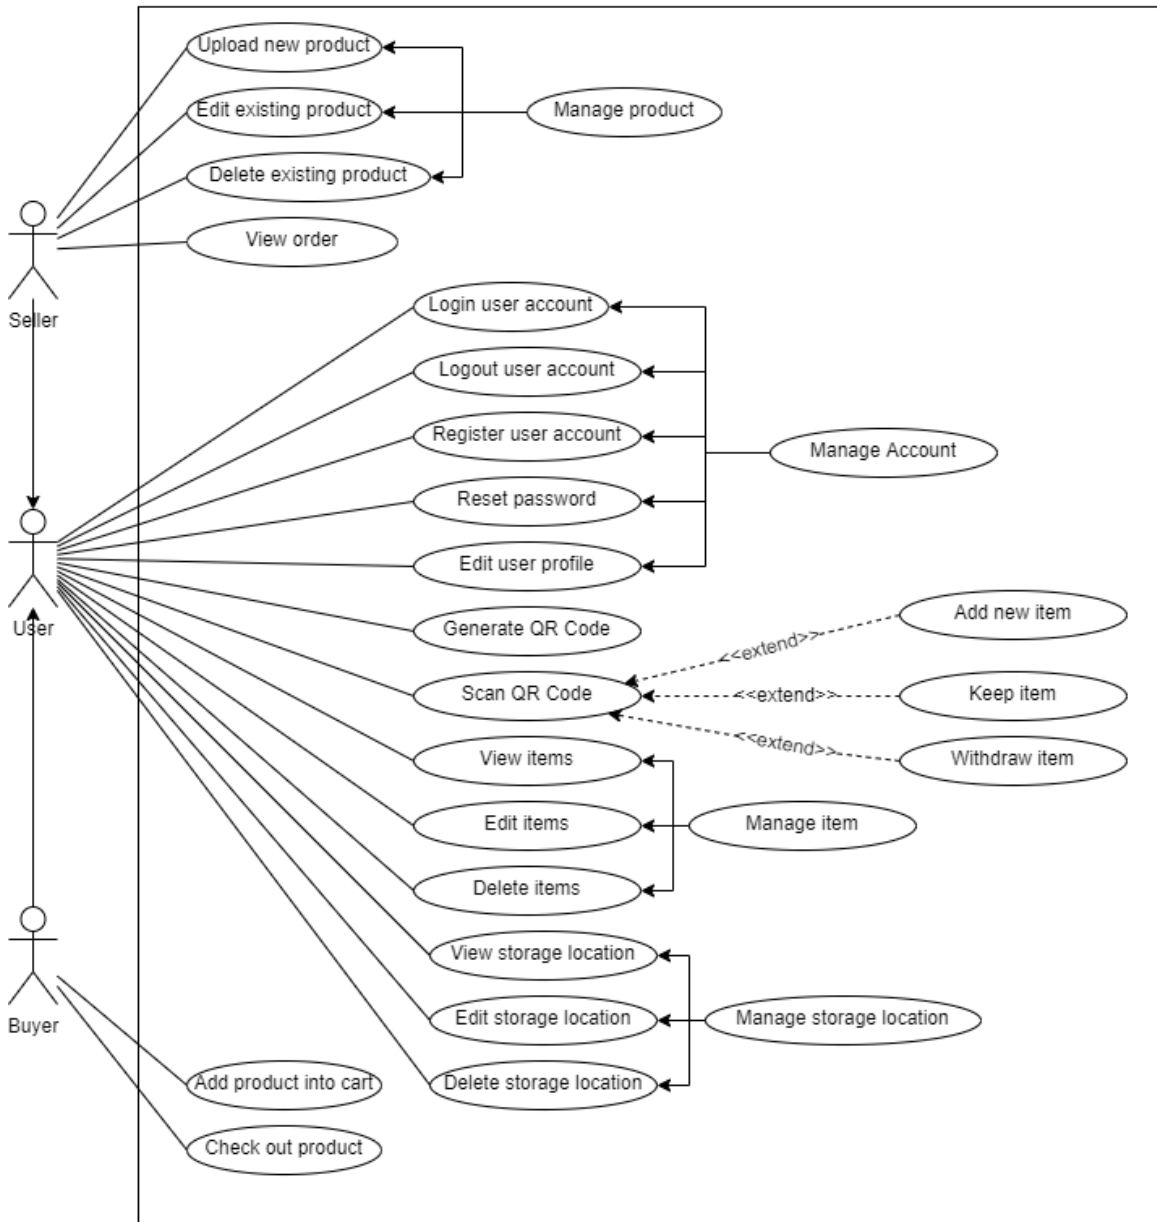 Upload new product
Edit existing product
Manage product
Delete existing product
View order
Seller
Login user account
Logout user account
Register user account
Manage Account
Reset password
Edit user profile
User
Generate QR Code
Add new item
<<extend>>
Scan QR Code
<<extend>>
Keep item
<<extend>>
Withdraw item
View items
Edit items
Manage item
Delete items
View storage location
Buyer
Edit storage location
Manage storage location
Add product into cart
Delete storage location
Check out product